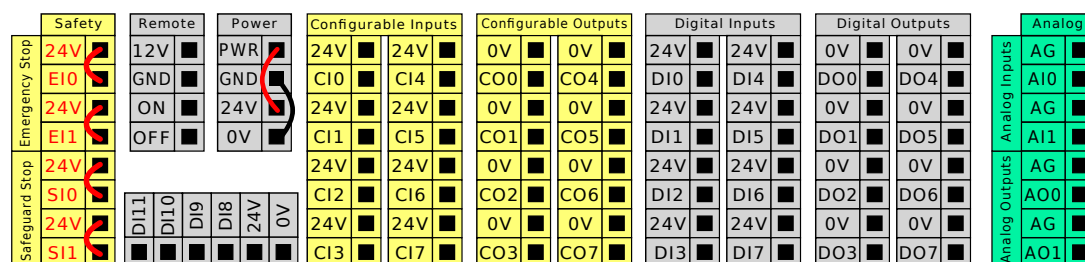 Safety Remote Power Configurable Inputs Configurable Outputs Digital Inputs Digital Outputs Analog
Emergency Stop
24V
EI0
24V
EI1
Safeguard Stop
24V
SI0
24V
SI1
12V
GND
ON
OFF
PWR
GND
24V
0V
DI11
DI10
DI9
DI8
24V
0V
24V 24V
CI0 CI4
24V 24V
CI1 CI5
24V 24V
CI2 CI6
24V 24V
CI3 CI7
0V 0V
CO0 CO4
0V 0V
CO1 CO5
0V 0V
CO2 CO6
0V 0V
CO3 CO7
24V 24V
DI0 DI4
24V 24V
DI1 DI5
24V 24V
DI2 DI6
24V 24V
DI3 DI7
0V 0V
DO0 DO4
0V 0V
DO1 DO5
0V 0V
DO2 DO6
0V 0V
DO3 DO7
Analog Inputs
AG
AI0
AG
AI1
Analog Outputs
AG
AO0
AG
AO1